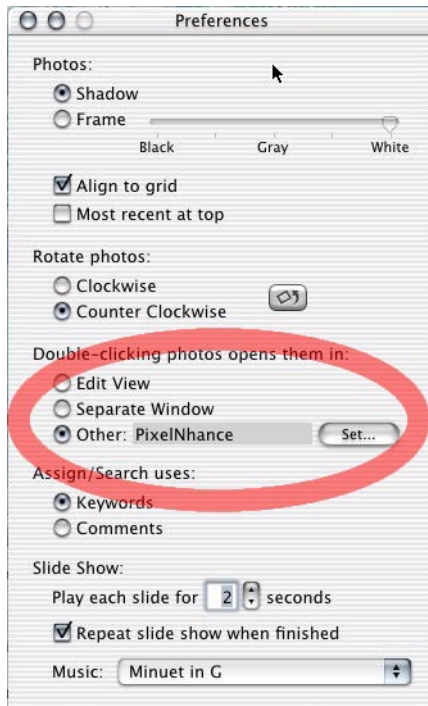 Preferences
Photos:
Shadow
Frame
Black Gray White
Align to grid
Most recent at top
Rotate photos:
Clockwise
Counter Clockwise
Double-clicking photos opens them in:
Edit View
Separate Window
Other: PixelNhance Set...
Assign/Search uses:
Keywords
Comments
Slide Show:
Play each slide for 2 seconds
Repeat slide show when finished
Music: Minuet in G